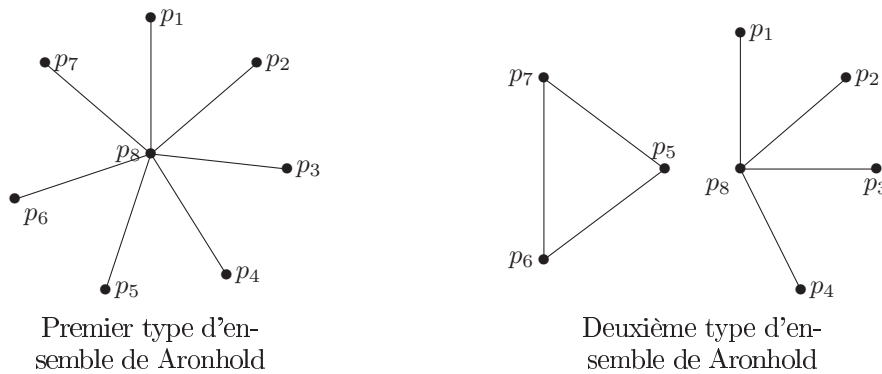 p₁
p₇
p₂
p₈
p₃
p₆
p₄
p₅
Premier type d'en-
semble de Aronhold
p₁
p₇
p₂
p₅
p₈
p₃
p₆
p₄
Deuxième type d'en-
semble de Aronhold